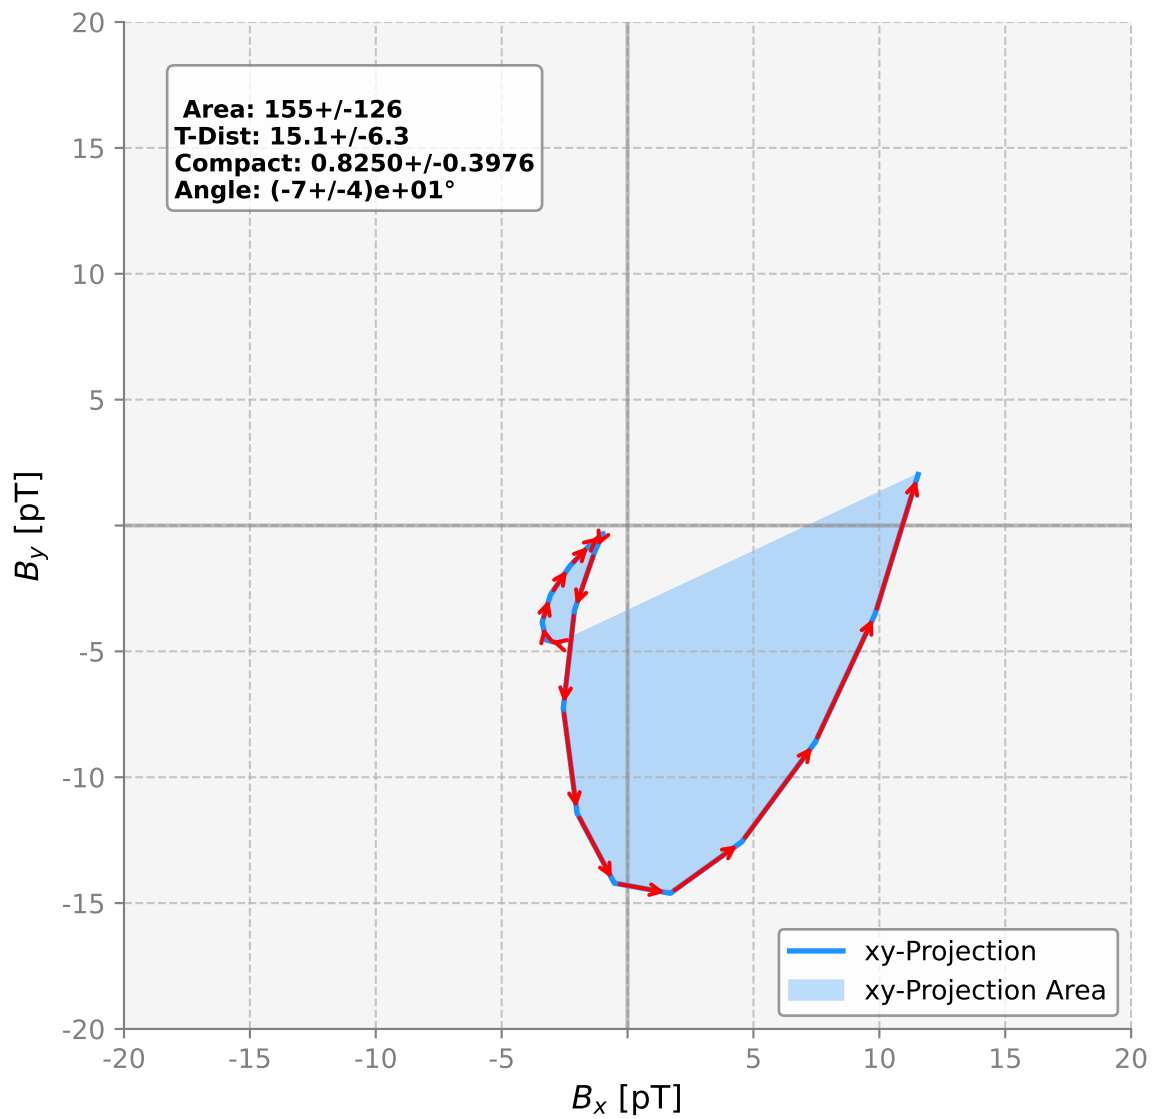 20
15
10
5
-5
-10
-15
-20
-20
-15
-10
-5
5
10
15
20
B_y [pT]
B_x [pT]
Area: 155+/-126
T-Dist: 15.1+/-6.3
Compact: 0.8250+/-0.3976
Angle: (-7+/-4)e+01°
xy-Projection
xy-Projection Area